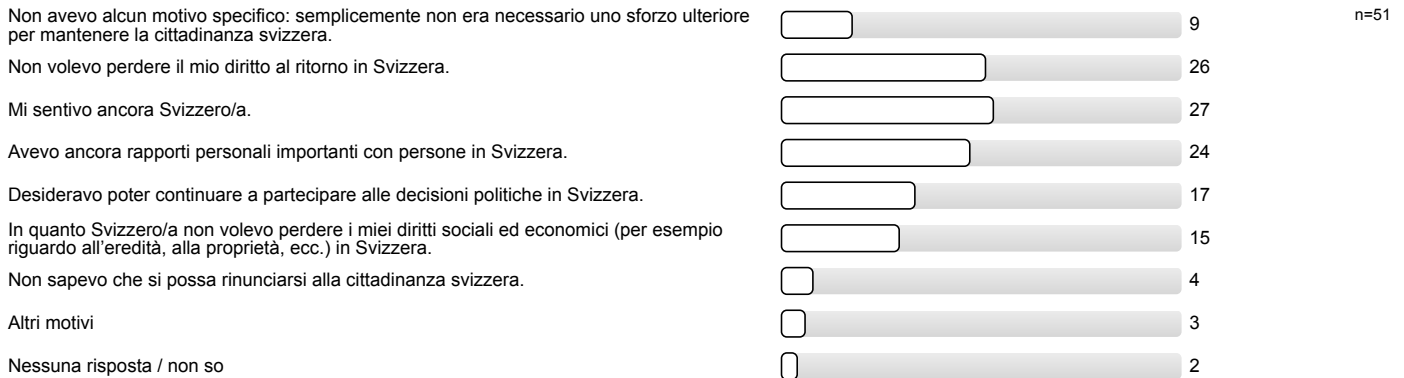 Non avevo alcun motivo specifico: semplicemente non era necessario uno sforzo ulteriore
per mantenere la cittadinanza svizzera.
9
n=51
Non volevo perdere il mio diritto al ritorno in Svizzera.
26
Mi sentivo ancora Svizzero/a.
27
Avevo ancora rapporti personali importanti con persone in Svizzera.
24
Desideravo poter continuare a partecipare alle decisioni politiche in Svizzera.
17
In quanto Svizzero/a non volevo perdere i miei diritti sociali ed economici (per esempio
riguardo all'eredità, alla proprietà, ecc.) in Svizzera.
15
Non sapevo che si possa rinunciarsi alla cittadinanza svizzera.
4
Altri motivi
3
Nessuna risposta / non so
2